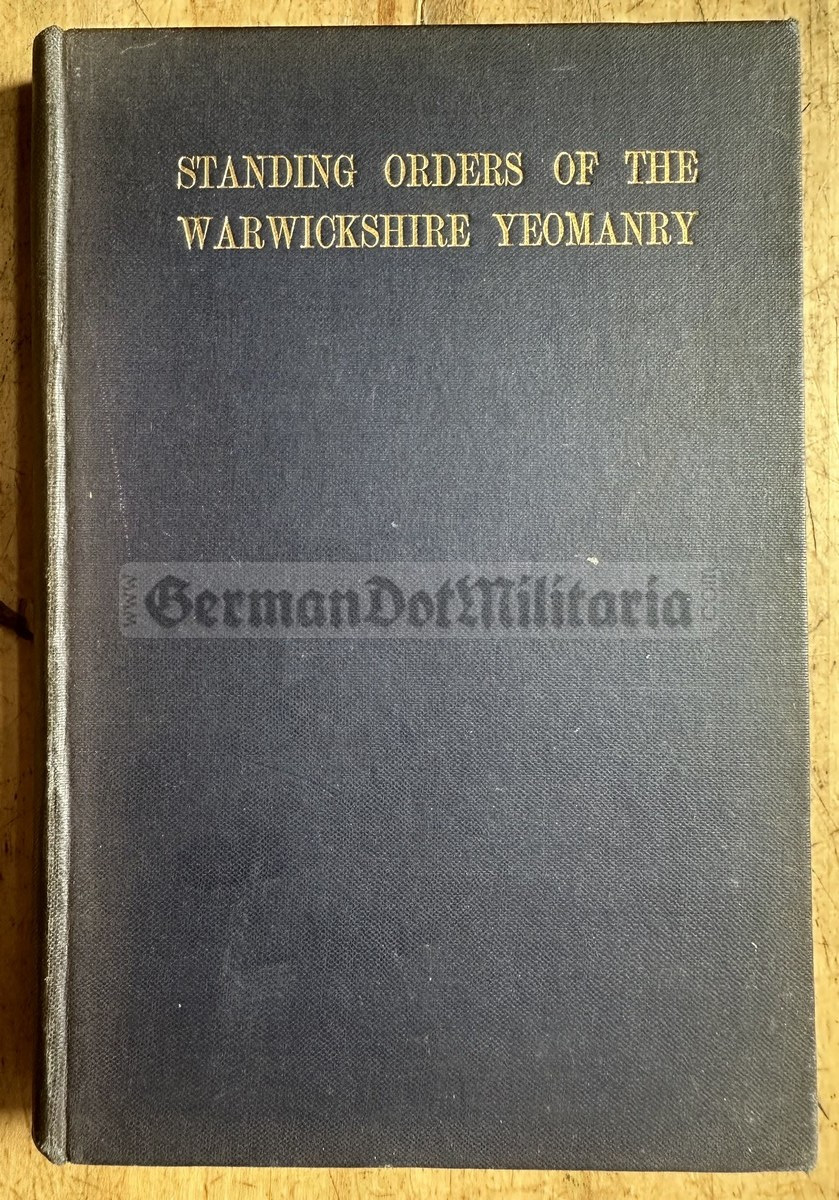 STANDING ORDERS OF THE
WARWICKSHIRE YEOMANRY
www.GermanDotMilitaria.com